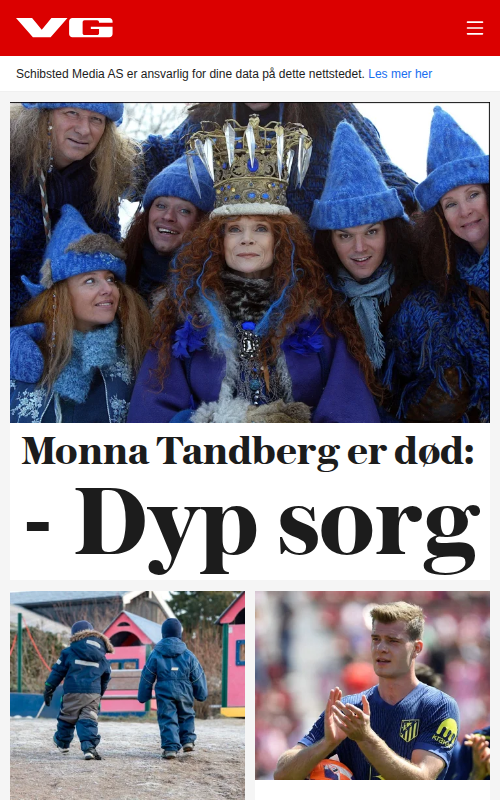 VG
Schibsted Media AS er ansvarlig for dine data på dette nettstedet. Les mer her
Monna Tandberg er død:
- Dyp sorg